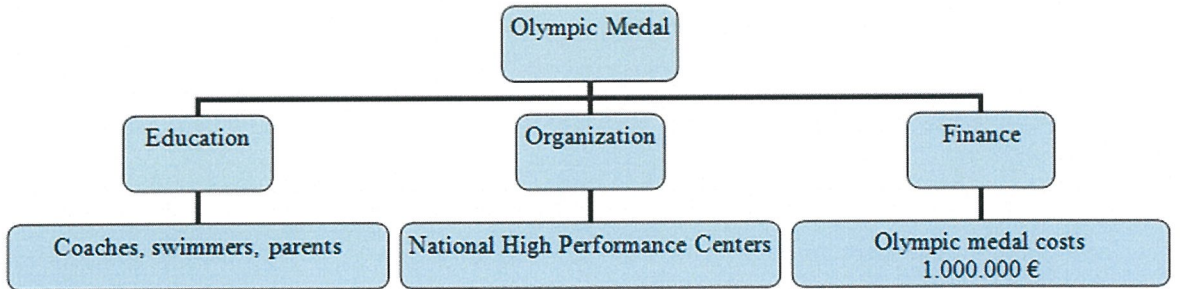 Olympic Medal
Education
Organization
Finance
Coaches, swimmers, parents
National High Performance Centers
Olympic medal costs
1.000.000 €